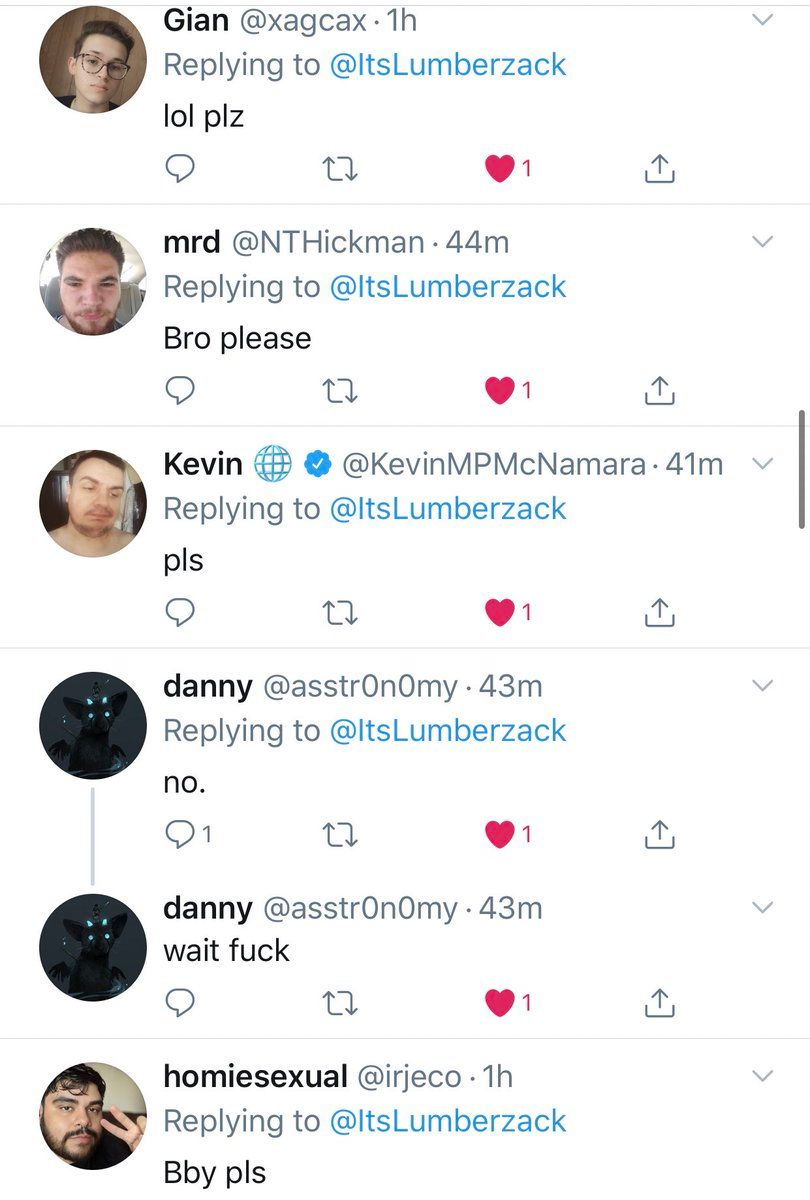 Gian @xagcax · 1h
Replying to @ItsLumberzack
lol plz
1
mrd @NTHickman · 44m
Replying to @ItsLumberzack
Bro please
1
Kevin @KevinMPMcNamara · 41m
Replying to @ItsLumberzack
pls
1
danny @asstr0n0my · 43m
Replying to @ItsLumberzack
no.
1 1
danny @asstr0n0my · 43m
wait fuck
1
homiesexual @irjeco · 1h
Replying to @ItsLumberzack
Bby pls